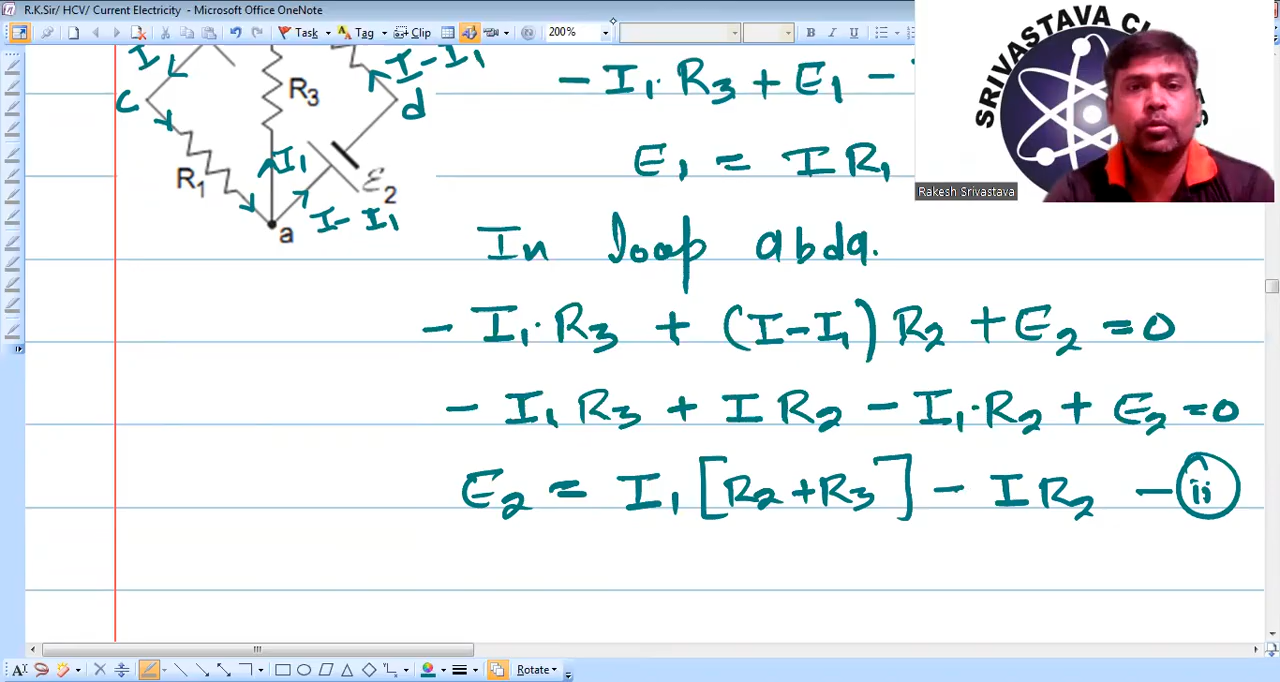 R.K.Sir/ HCV/ Current Electricity - Microsoft Office OneNote
Task Tag Clip 200% B I U
SRIVASTAVA CL
Rakesh Srivastava
I I-I₁
c R₃ d
R₁ I₁ ε₂
I-I₁
a
-I₁·R₃ + E₁ -
E₁ = IR₁
In loop abda.
-I₁·R₃ + (I-I₁)R₂ + E₂ = 0
-I₁R₃ + IR₂ - I₁·R₂ + E₂ = 0
E₂ = I₁[R₂+R₃] - IR₂ - ii
Rotate